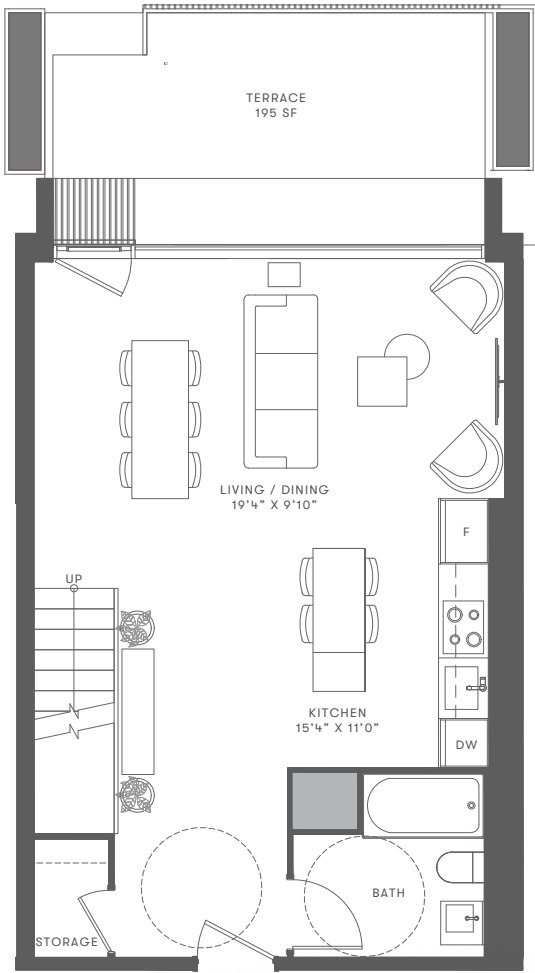 TERRACE
195 SF
LIVING / DINING
19'4" X 9'10"
F
UP
KITCHEN
15'4" X 11'0"
DW
BATH
STORAGE